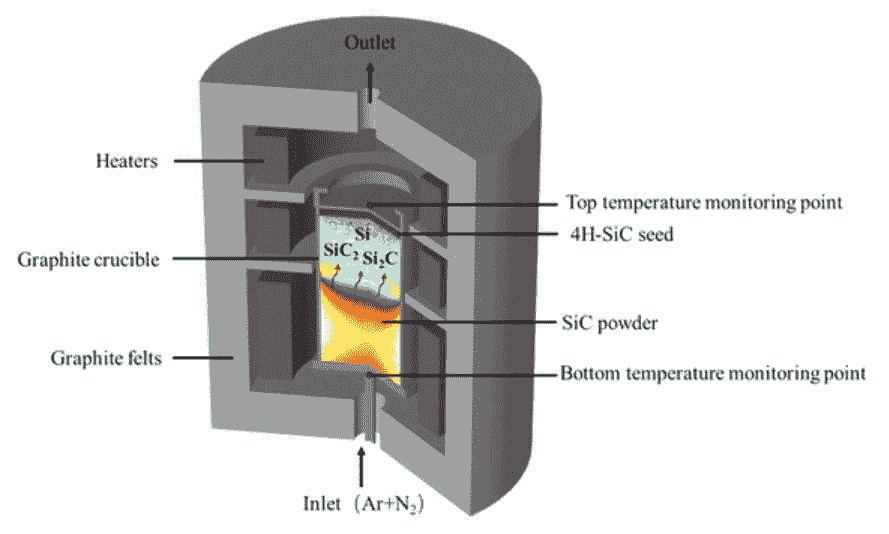 Outlet
Heaters
Top temperature monitoring point
Si
4H-SiC seed
SiC₂ Si₂C
Graphite crucible
SiC powder
Graphite felts
Bottom temperature monitoring point
Inlet (Ar+N₂)